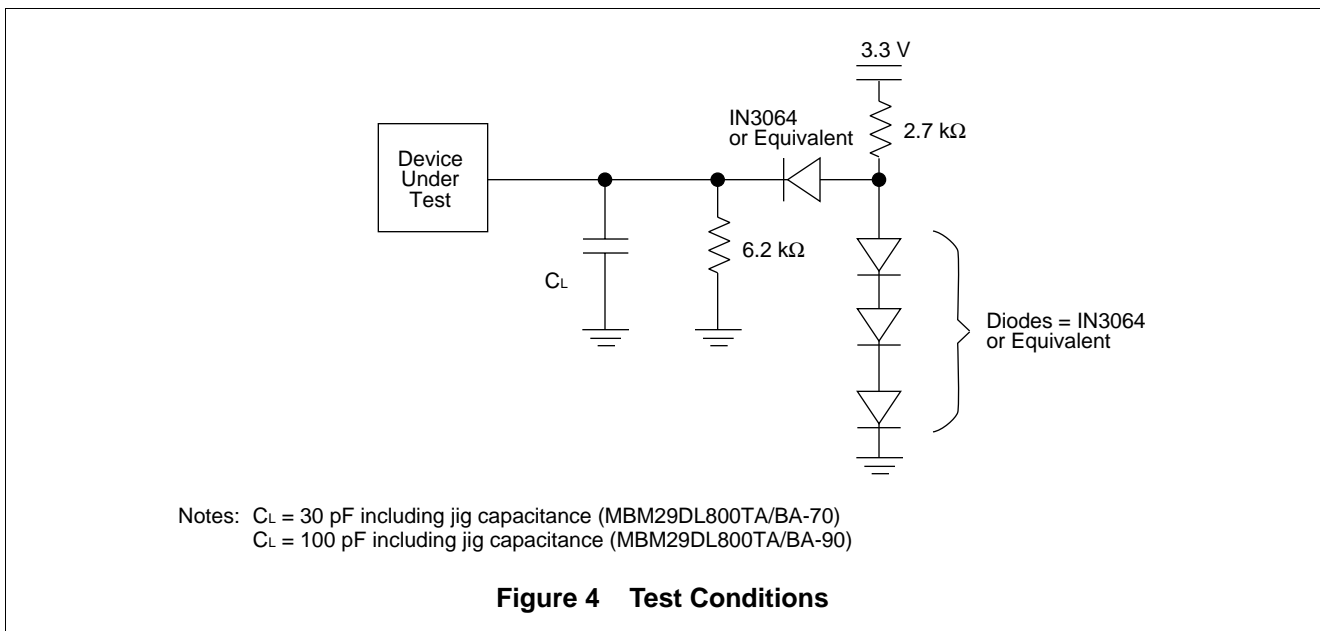 3.3 V
IN3064
or Equivalent
2.7 kΩ
Device
Under
Test
6.2 kΩ
CL
Diodes = IN3064
or Equivalent
Notes: CL = 30 pF including jig capacitance (MBM29DL800TA/BA-70)
CL = 100 pF including jig capacitance (MBM29DL800TA/BA-90)
Figure 4 Test Conditions